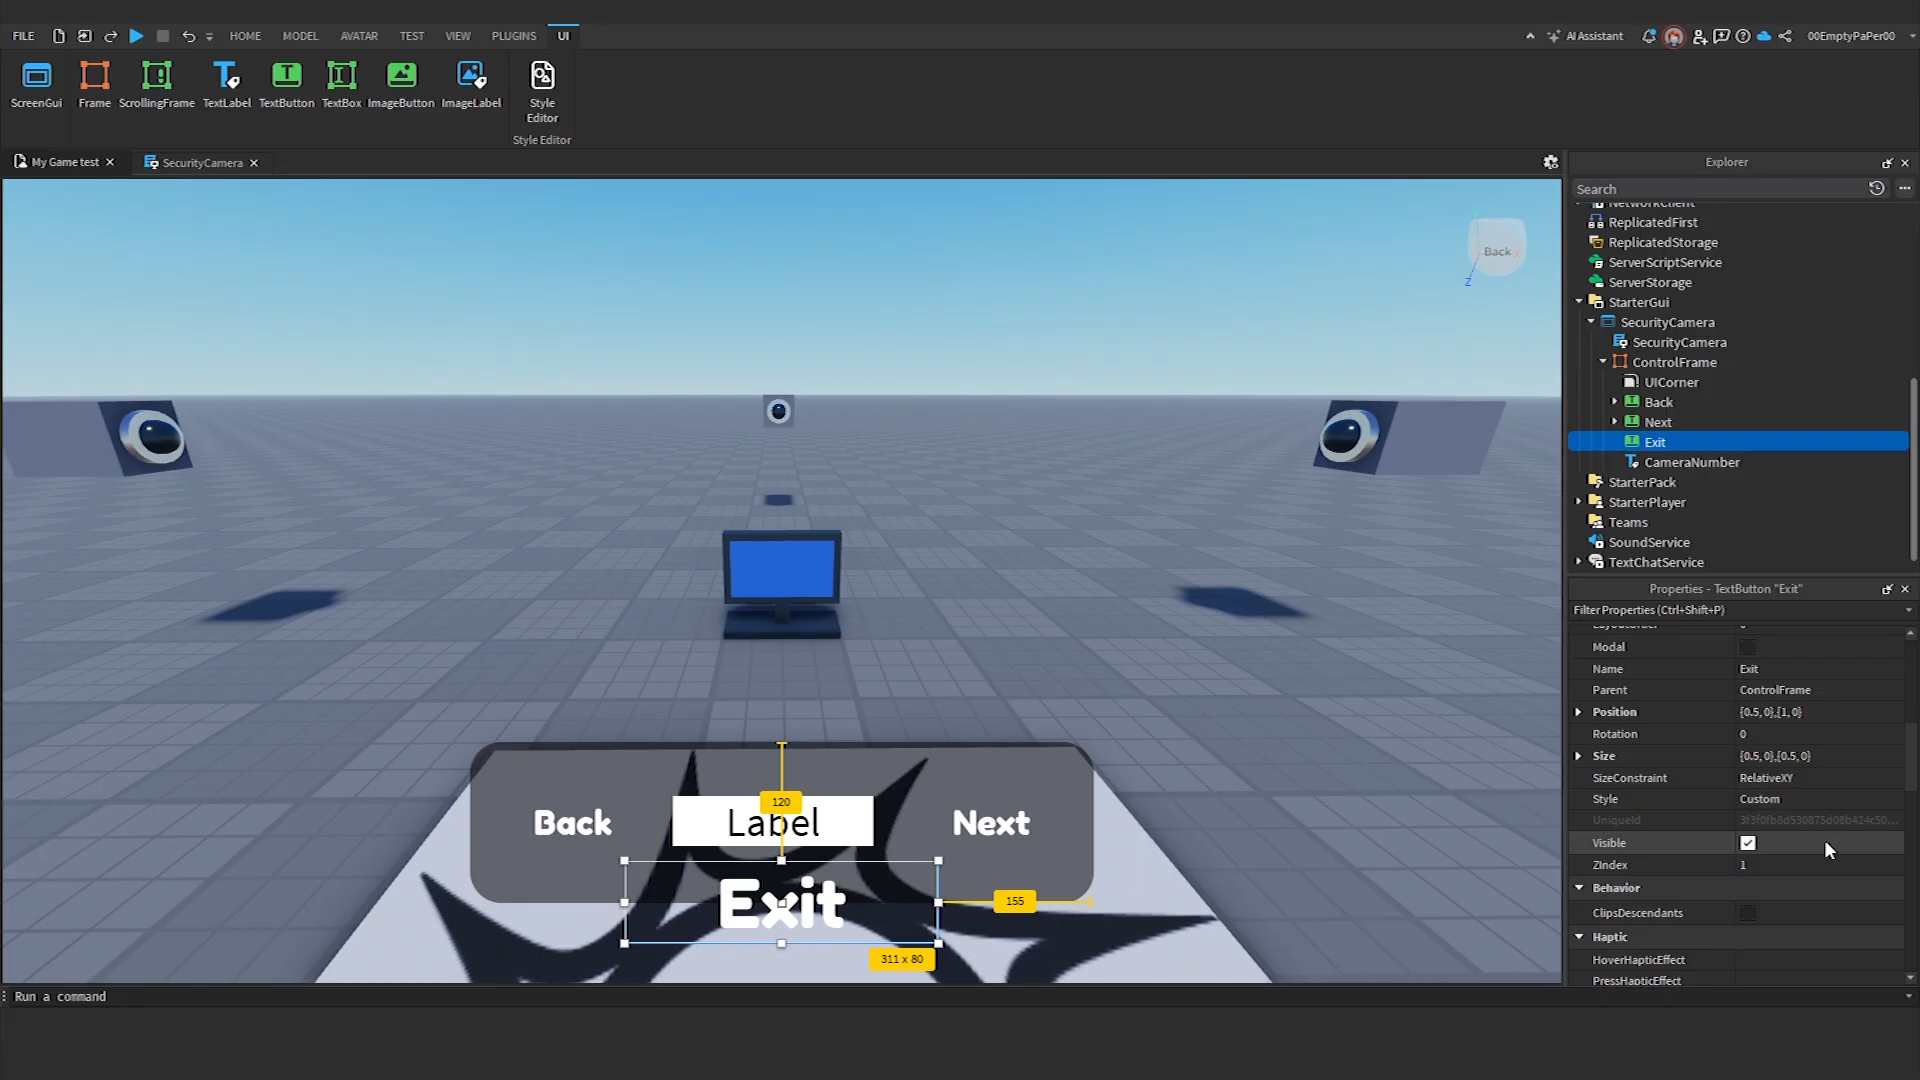 FILE HOME MODEL AVATAR TEST VIEW PLUGINS UI AI Assistant 00EmptyPaPer00
ScreenGui Frame ScrollingFrame TextLabel TextButton TextBox ImageButton ImageLabel Style
Editor
Style Editor
My Game test SecurityCamera
Explorer
Search
NetworkClient
ReplicatedFirst
ReplicatedStorage
ServerScriptService
ServerStorage
StarterGui
SecurityCamera
SecurityCamera
ControlFrame
UICorner
Back
Next
Exit
CameraNumber
StarterPack
StarterPlayer
Teams
SoundService
TextChatService
Back
X
Z
120
Back Label Next
Exit
155
311 x 80
Properties - TextButton "Exit"
Filter Properties (Ctrl+Shift+P)
LayoutOrder 0
Modal
Name Exit
Parent ControlFrame
Position {0.5, 0},{1, 0}
Rotation 0
Size {0.5, 0},{0.5, 0}
SizeConstraint RelativeXY
Style Custom
UniqueId 3f3f0fb8d530875d08b424c50...
Visible
ZIndex 1
Behavior
ClipsDescendants
Haptic
HoverHapticEffect
PressHapticEffect
Run a command